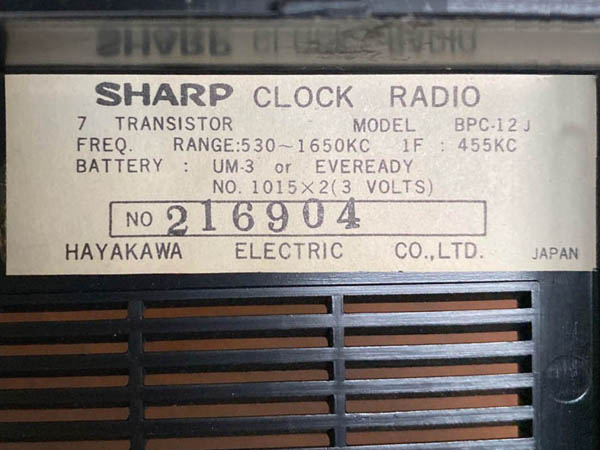 SHARP CLOCK RADIO
7 TRANSISTOR MODEL BPC-12J
FREQ. RANGE:530~1650KC 1F : 455KC
BATTERY : UM-3 or EVEREADY
NO. 1015×2(3 VOLTS)
NO 216904
HAYAKAWA ELECTRIC CO.,LTD. JAPAN